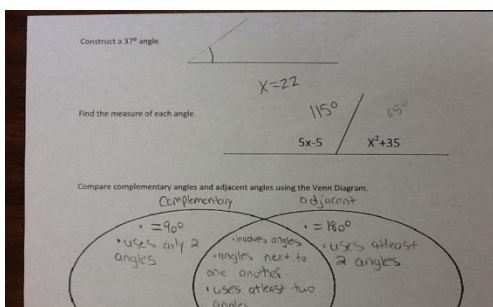 Construct a 37° angle.
X=22
Find the measure of each angle.
115° 65°
5x-5 X²+35
Compare complementary angles and adjacent angles using the Venn Diagram.
Complementary adjacent
• =90° • = 180°
• uses only 2 angles
• involves angles
• angles next to
one another
• uses atleast two
angles
• uses atleast
2 angles